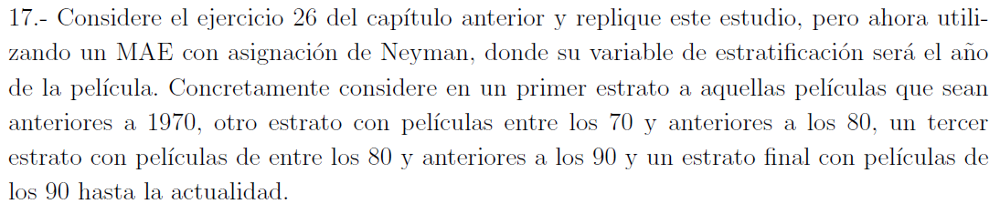 17.- Considere el ejercicio 26 del capítulo anterior y replique este estudio, pero ahora utili-
zando un MAE con asignación de Neyman, donde su variable de estratificación será el año
de la película. Concretamente considere en un primer estrato a aquellas películas que sean
anteriores a 1970, otro estrato con películas entre los 70 y anteriores a los 80, un tercer
estrato con películas de entre los 80 y anteriores a los 90 y un estrato final con películas de
los 90 hasta la actualidad.